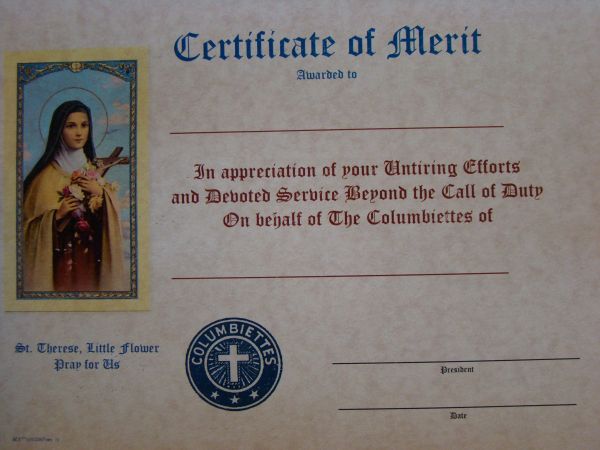 Certificate of Merit
Awarded to
In appreciation of your Untiring Efforts
and Devoted Service Beyond the Call of Duty
On behalf of The Columbiettes of
St. Therese, Little Flower
Pray for Us
COLUMBIETTES
President
Date